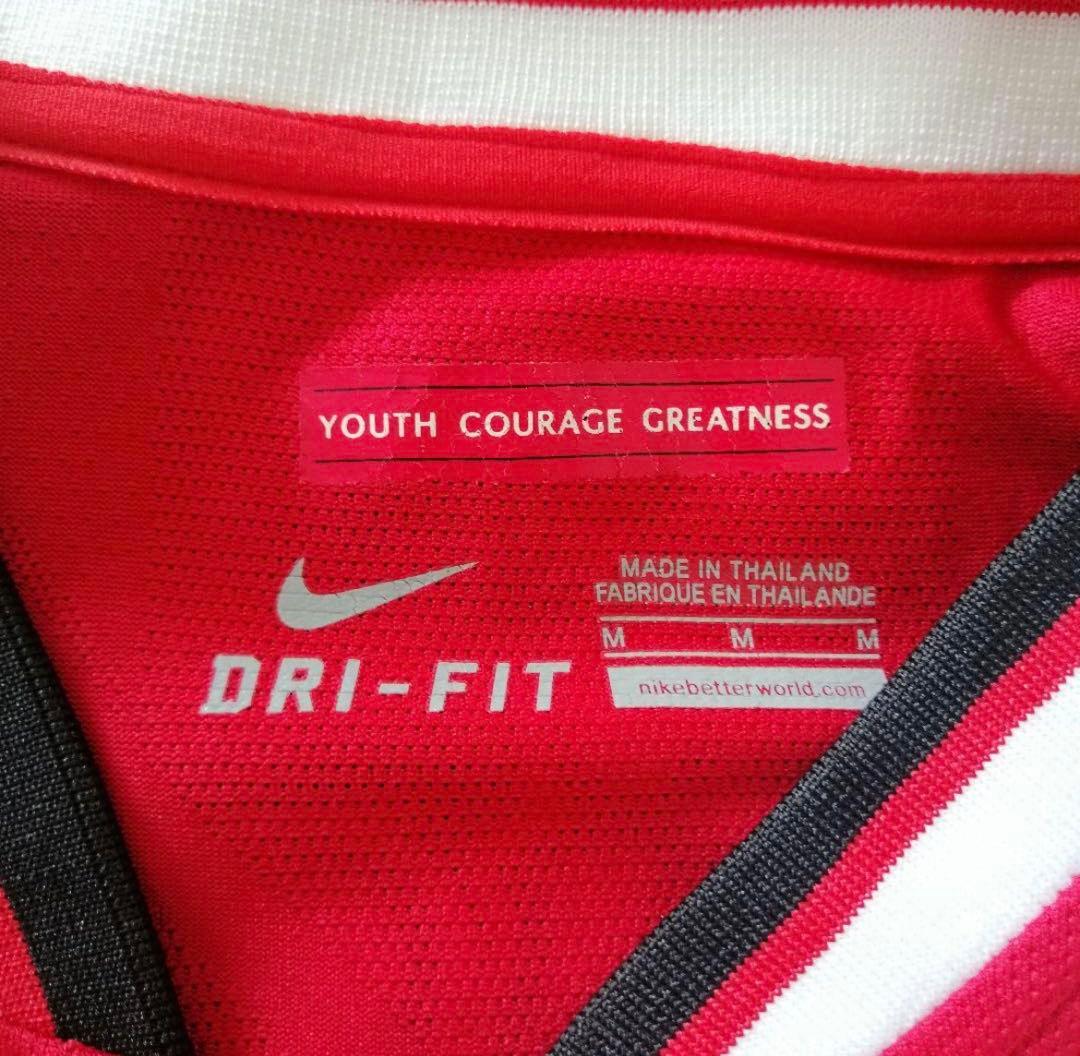 YOUTH COURAGE GREATNESS
MADE IN THAILAND
FABRIQUE EN THAILANDE
M M M
DRI-FIT
nikebetterworld.com